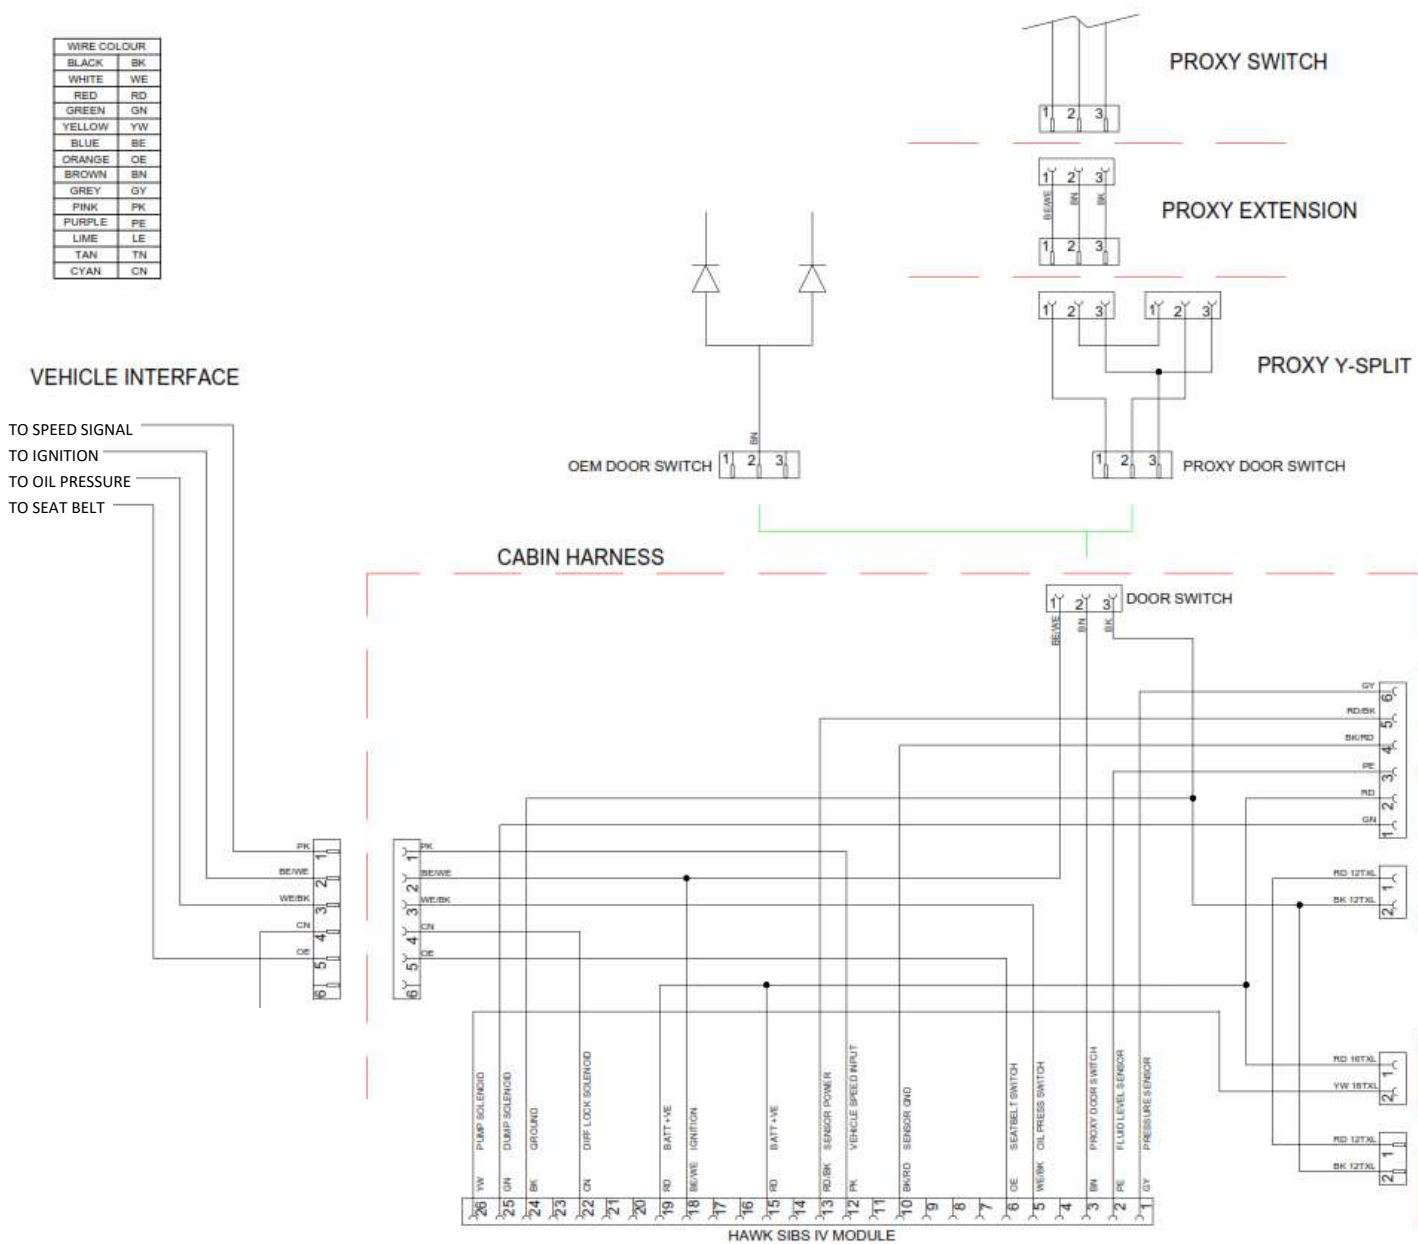 WIRE COLOUR
BLACK BK
WHITE WE
RED RD
GREEN GN
YELLOW YW
BLUE BE
ORANGE OE
BROWN BN
GREY GY
PINK PK
PURPLE PE
LIME LE
TAN TN
CYAN CN
PROXY SWITCH
1 2 3
1 2 3
BE/WE BN BK
PROXY EXTENSION
1 2 3
1 2 3 1 2 3
PROXY Y-SPLIT
VEHICLE INTERFACE
TO SPEED SIGNAL
TO IGNITION
TO OIL PRESSURE
TO SEAT BELT
BN
OEM DOOR SWITCH 1 2 3
1 2 3 PROXY DOOR SWITCH
CABIN HARNESS
1 2 3 DOOR SWITCH
BE/WE BN BK
GY 6
RD/BK 5
BK/RD 4
PE 3
RD 2
GN 1
PK 1 1 PK
BE/WE 2 2 BE/WE
WE/BK 3 3 WE/BK
CN 4 4 CN
OE 5 5 OE
6 6
RD 12TXL 1
BK 12TXL 2
RD 16TXL 1
YW 16TXL 2
RD 12TXL 1
BK 12TXL 2
YW PUMP SOLENOID
GN DUMP SOLENOID
BK GROUND
CN DIFF LOCK SOLENOID
RD BATT +VE
BE/WE IGNITION
RD BATT +VE
RD/BK SENSOR POWER
PK VEHICLE SPEED INPUT
BK/RD SENSOR GND
OE SEATBELT SWITCH
WE/BK OIL PRESS SWITCH
BN PROXY DOOR SWITCH
PE FLUID LEVEL SENSOR
GY PRESSURE SENSOR
26 25 24 23 22 21 20 19 18 17 16 15 14 13 12 11 10 9 8 7 6 5 4 3 2 1
HAWK SIBS IV MODULE